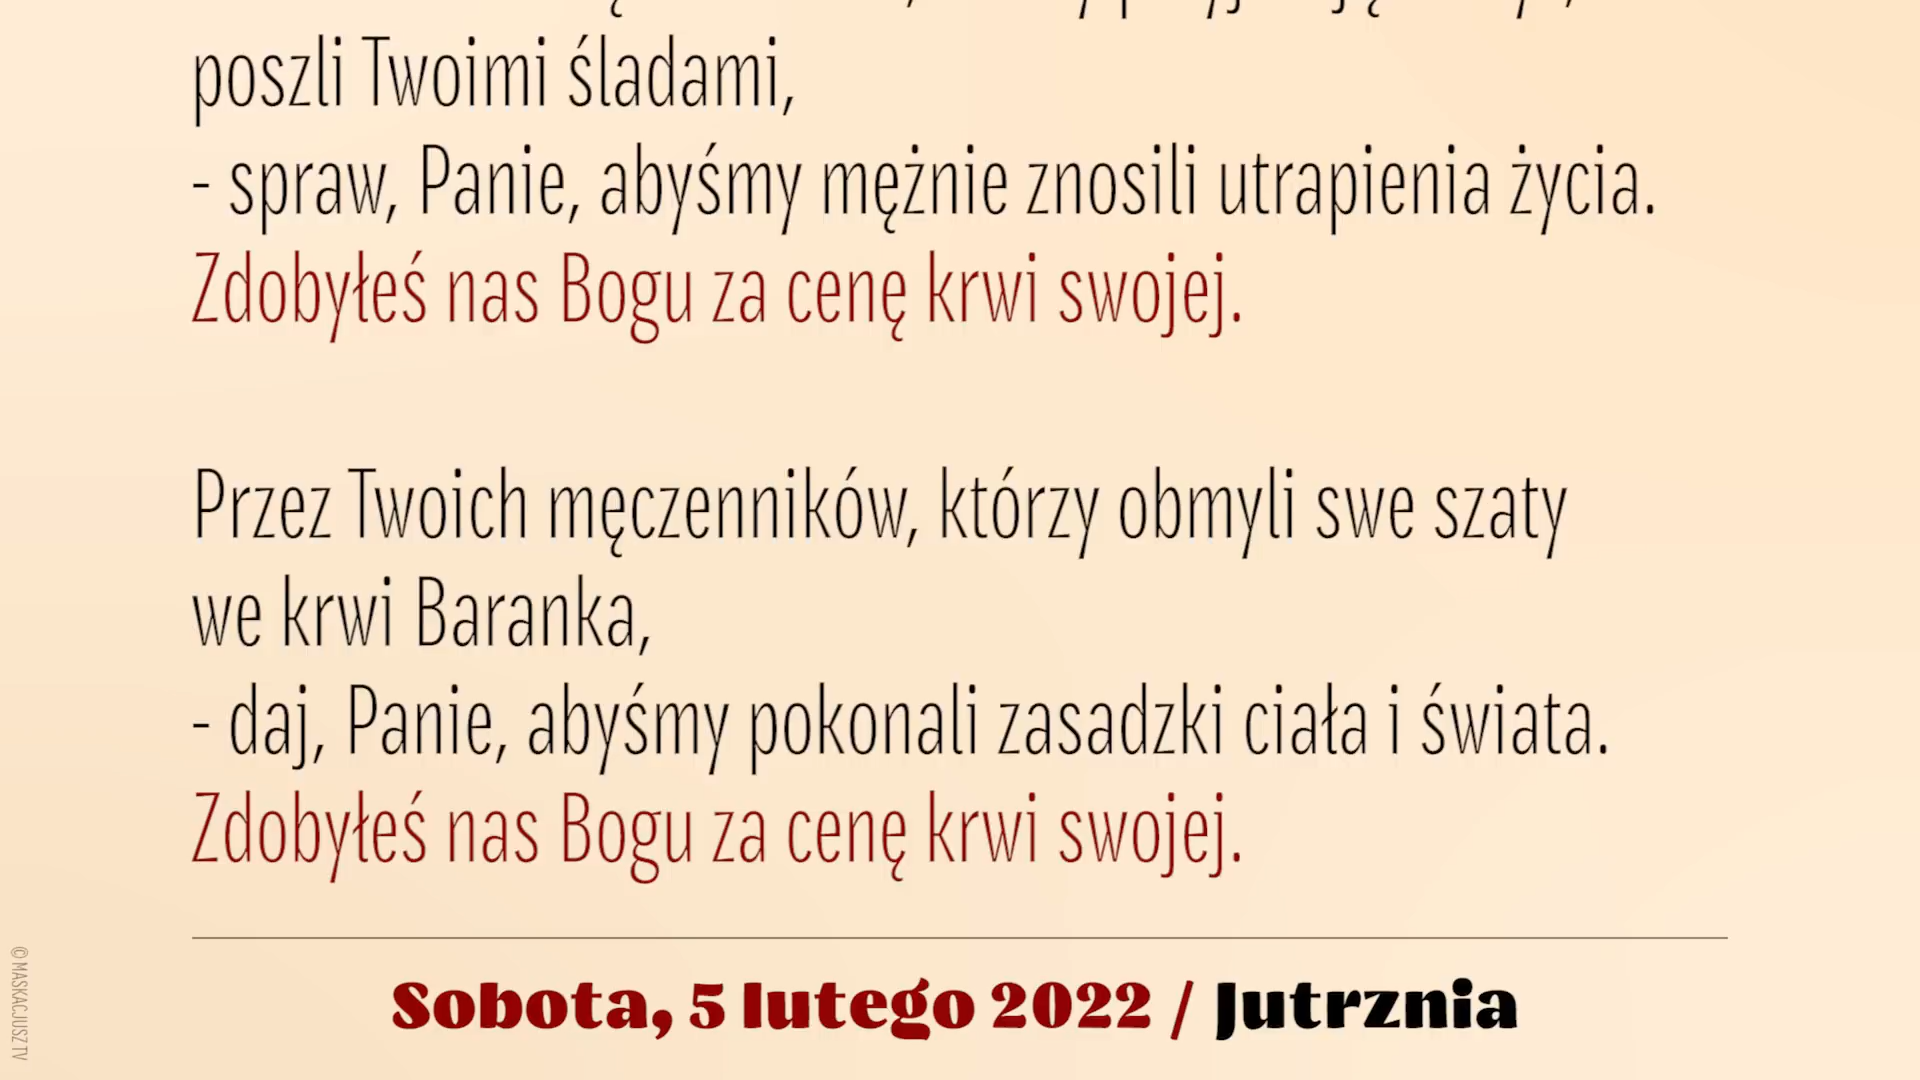 poszli Twoimi śladami,
- spraw, Panie, abyśmy mężnie znosili utrapienia życia.
Zdobyłeś nas Bogu za cenę krwi swojej.
Przez Twoich męczenników, którzy obmyli swe szaty
we krwi Baranka,
- daj, Panie, abyśmy pokonali zasadzki ciała i świata.
Zdobyłeś nas Bogu za cenę krwi swojej.
Sobota, 5 lutego 2022 / Jutrznia
© MASKACJUSZ TV